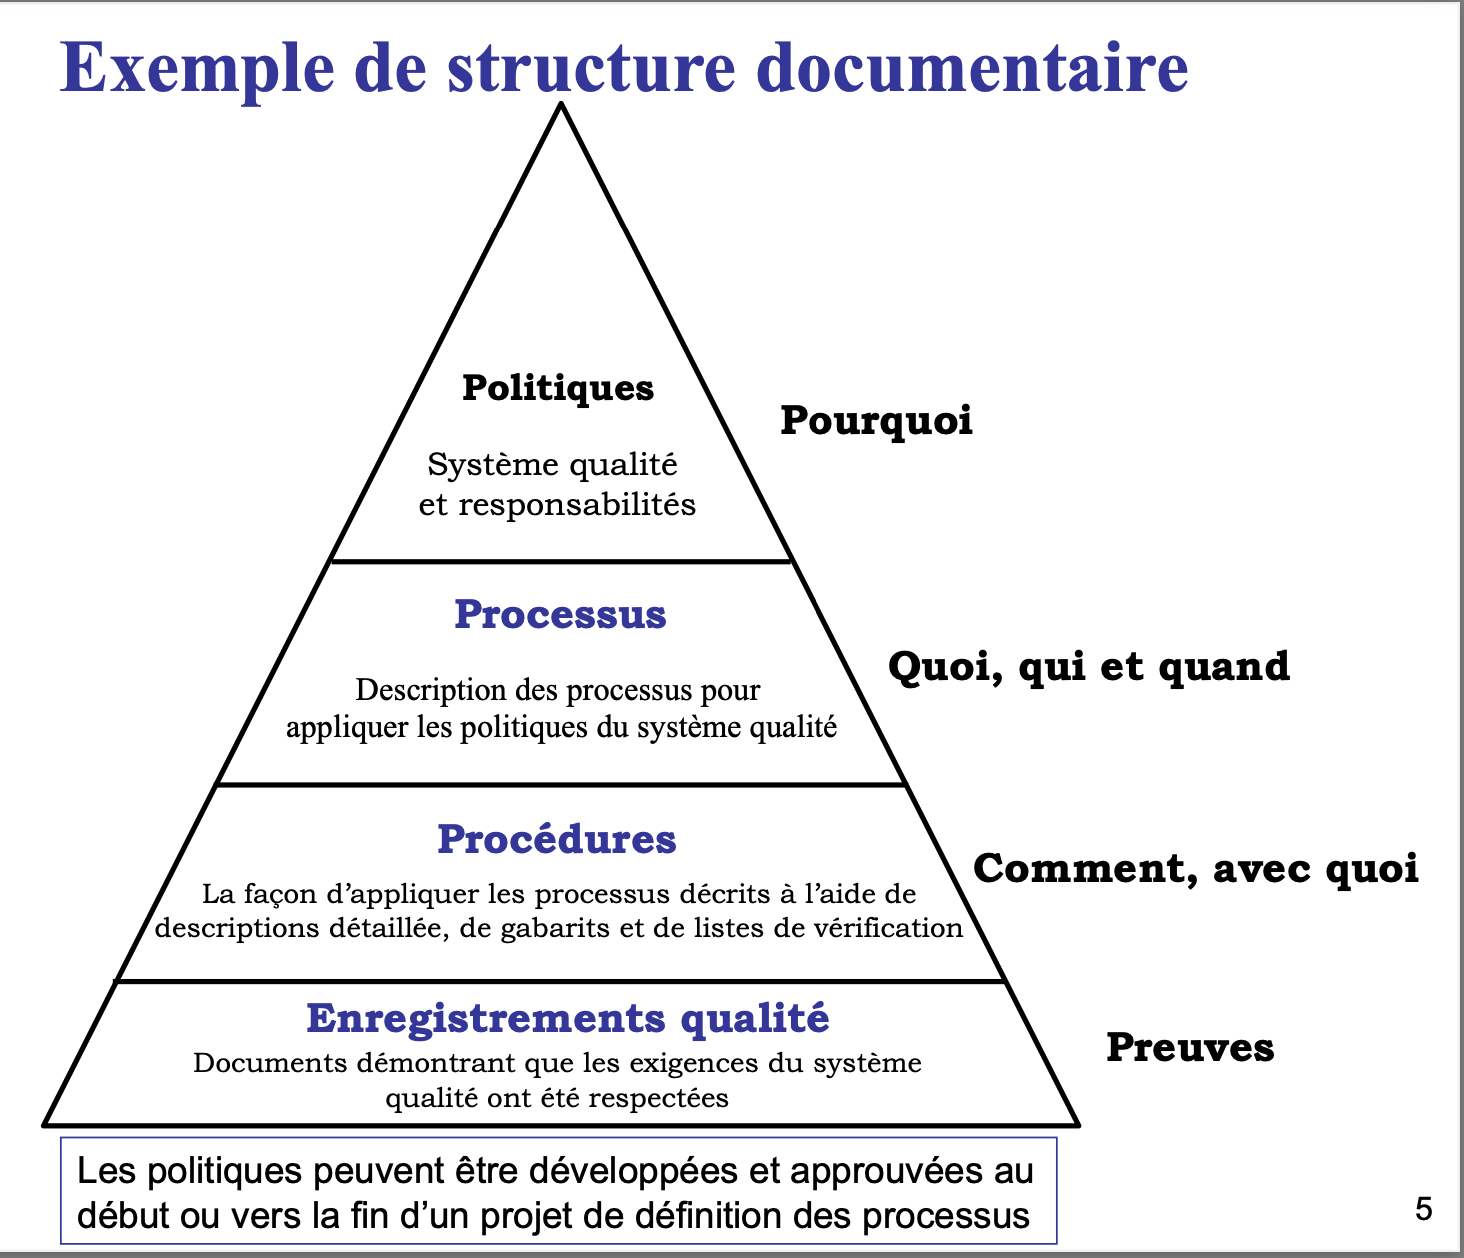 Exemple de structure documentaire
Politiques
Pourquoi
Système qualité
et responsabilités
Processus
Quoi, qui et quand
Description des processus pour
appliquer les politiques du système qualité
Procédures
Comment, avec quoi
La façon d’appliquer les processus décrits à l’aide de
descriptions détaillée, de gabarits et de listes de vérification
Enregistrements qualité
Preuves
Documents démontrant que les exigences du système
qualité ont été respectées
Les politiques peuvent être développées et approuvées au
début ou vers la fin d’un projet de définition des processus
5